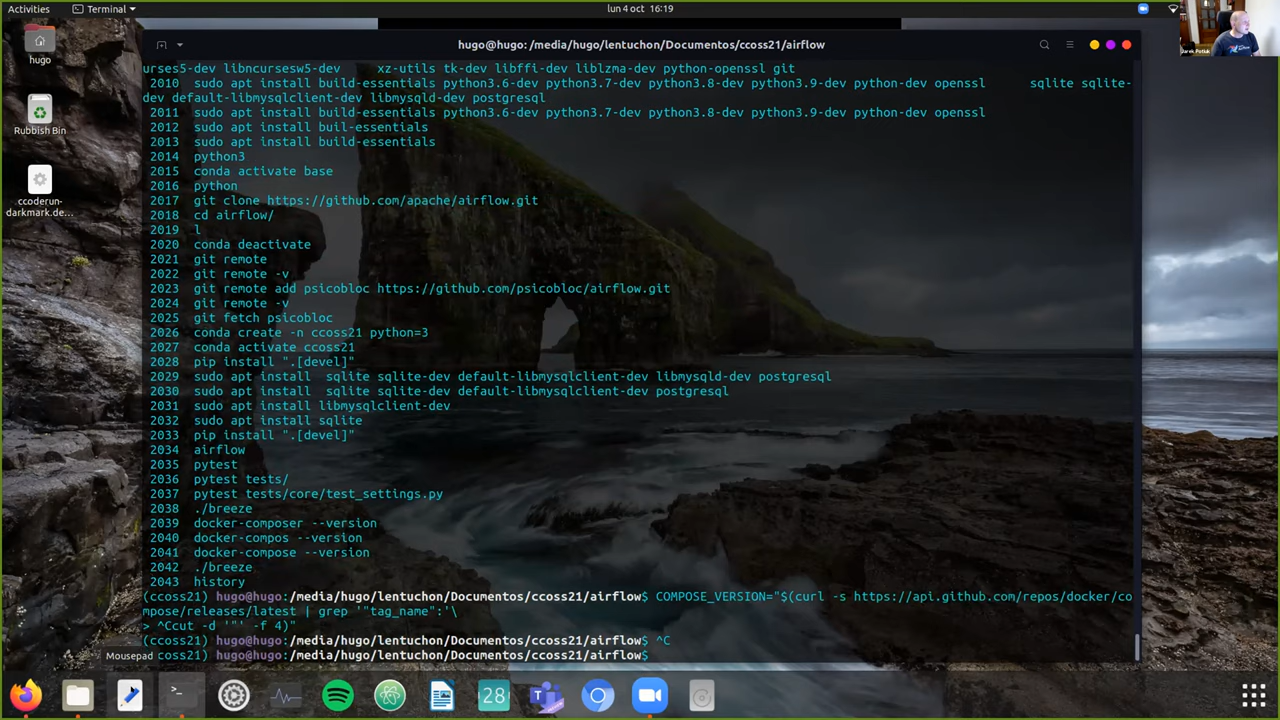 Activities
Terminal
lun 4 oct 16:19
hugo
Rubbish Bin
ccoderun-
darkmark.de...
hugo@hugo: /media/hugo/lentuchon/Documentos/ccoss21/airflow
urses5-dev libncursesw5-dev xz-utils tk-dev libffi-dev liblzma-dev python-openssl git
2010 sudo apt install build-essentials python3.6-dev python3.7-dev python3.8-dev python3.9-dev python-dev openssl sqlite sqlite-
dev default-libmysqlclient-dev libmysqld-dev postgresql
2011 sudo apt install build-essentials python3.6-dev python3.7-dev python3.8-dev python3.9-dev python-dev openssl
2012 sudo apt install buil-essentials
2013 sudo apt install build-essentials
2014 python3
2015 conda activate base
2016 python
2017 git clone https://github.com/apache/airflow.git
2018 cd airflow/
2019 l
2020 conda deactivate
2021 git remote
2022 git remote -v
2023 git remote add psicobloc https://github.com/psicobloc/airflow.git
2024 git remote -v
2025 git fetch psicobloc
2026 conda create -n ccoss21 python=3
2027 conda activate ccoss21
2028 pip install ".[devel]"
2029 sudo apt install sqlite sqlite-dev default-libmysqlclient-dev libmysqld-dev postgresql
2030 sudo apt install sqlite sqlite-dev default-libmysqlclient-dev postgresql
2031 sudo apt install libmysqlclient-dev
2032 sudo apt install sqlite
2033 pip install ".[devel]"
2034 airflow
2035 pytest
2036 pytest tests/
2037 pytest tests/core/test_settings.py
2038 ./breeze
2039 docker-composer --version
2040 docker-compos --version
2041 docker-compose --version
2042 ./breeze
2043 history
(ccoss21) hugo@hugo:/media/hugo/lentuchon/Documentos/ccoss21/airflow$ COMPOSE_VERSION="$(curl -s https://api.github.com/repos/docker/co
mpose/releases/latest | grep '"tag_name":'\
> ^Ccut -d '"' -f 4)"
(ccoss21) hugo@hugo:/media/hugo/lentuchon/Documentos/ccoss21/airflow$ ^C
ccoss21) hugo@hugo:/media/hugo/lentuchon/Documentos/ccoss21/airflow$
Mousepad
28
Jarek Potiuk